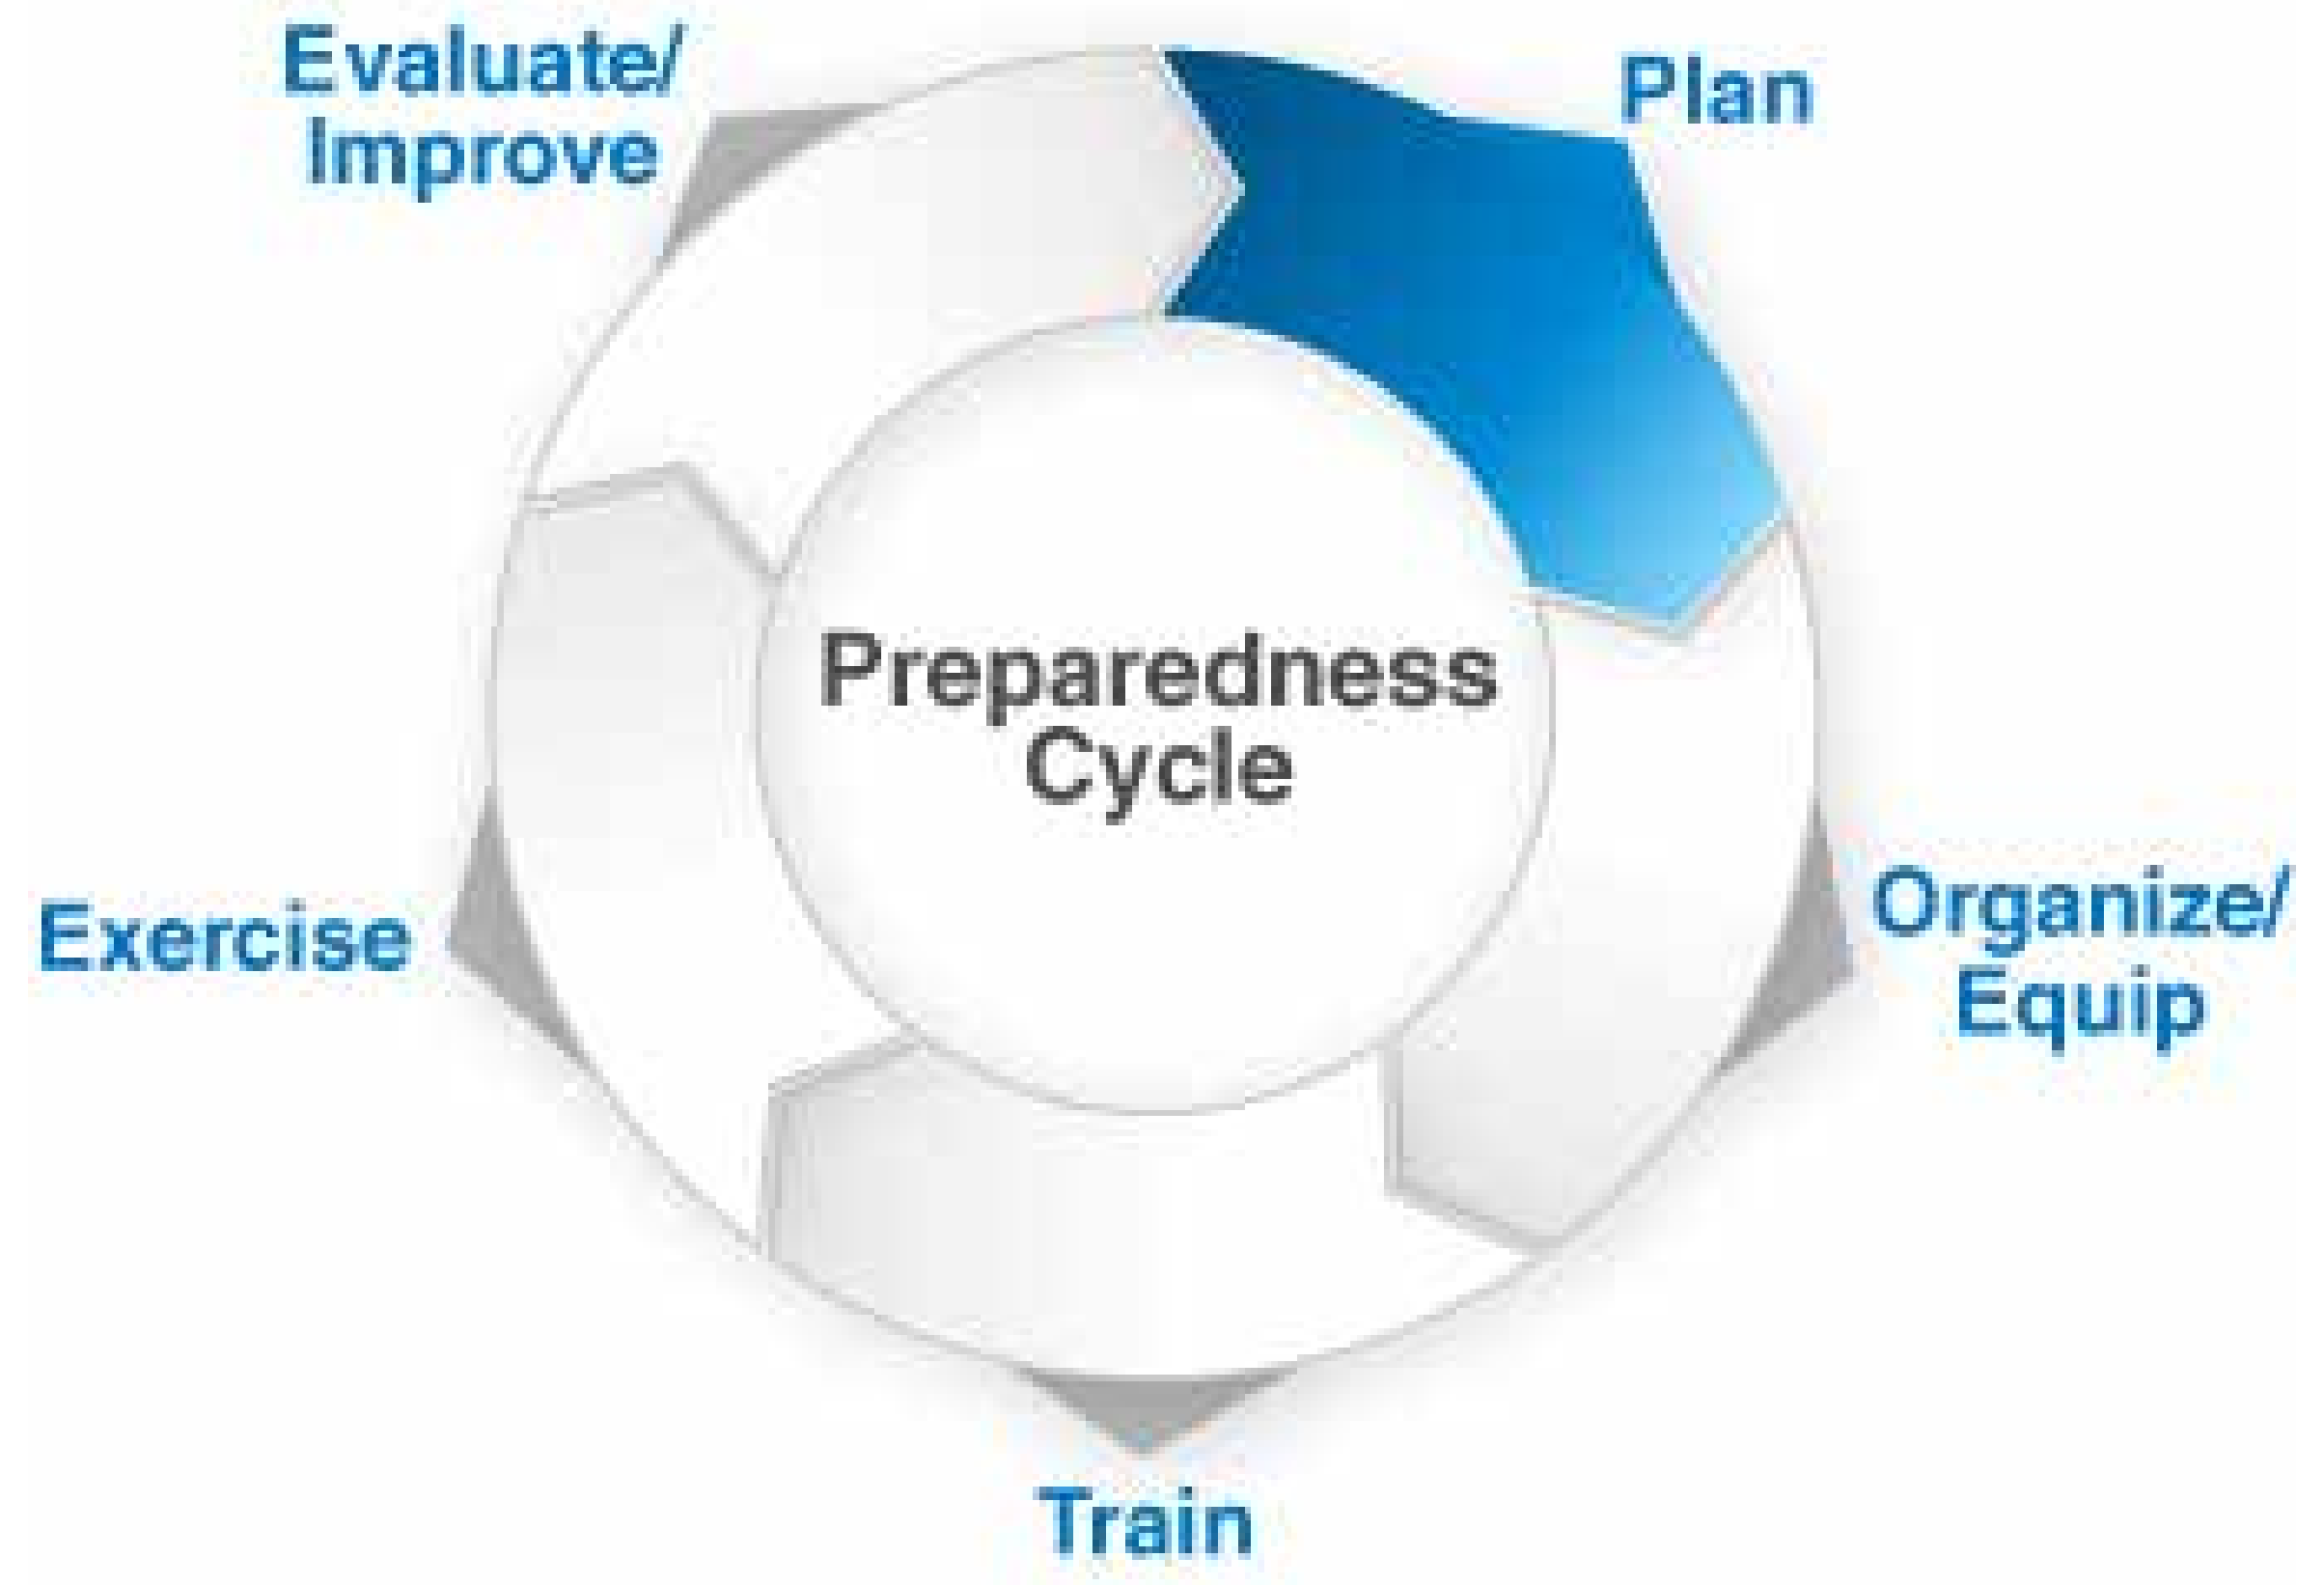 Evaluate/
Improve
Plan
Preparedness
Cycle
Exercise
Organize/
Equip
Train